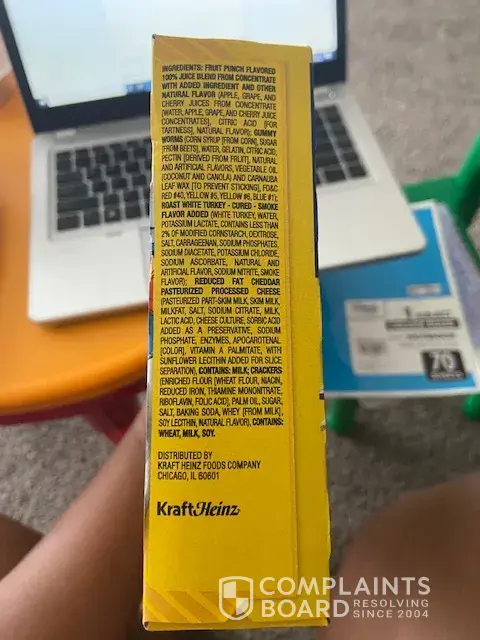 INGREDIENTS: FRUIT PUNCH FLAVORED
100% JUICE BLEND FROM CONCENTRATE
WITH ADDED INGREDIENT AND OTHER
NATURAL FLAVOR (APPLE, GRAPE, AND
CHERRY JUICES FROM CONCENTRATE
[WATER, APPLE, GRAPE, AND CHERRY JUICE
CONCENTRATES], CITRIC ACID [FOR
TARTNESS], NATURAL FLAVOR); GUMMY
WORMS (CORN SYRUP [FROM CORN], SUGAR
[FROM BEETS], WATER, GELATIN, CITRIC ACID,
PECTIN [DERIVED FROM FRUIT], NATURAL
AND ARTIFICIAL FLAVORS, VEGETABLE OIL
[COCONUT AND CANOLA] AND CARNAUBA
LEAF WAX [TO PREVENT STICKING], FD&C
RED #40, YELLOW #5, YELLOW #6, BLUE #1);
ROAST WHITE TURKEY - CURED - SMOKE
FLAVOR ADDED (WHITE TURKEY, WATER,
POTASSIUM LACTATE, CONTAINS LESS THAN
2% OF MODIFIED CORNSTARCH, DEXTROSE,
SALT, CARRAGEENAN, SODIUM PHOSPHATES,
SODIUM DIACETATE, POTASSIUM CHLORIDE,
SODIUM ASCORBATE, NATURAL AND
ARTIFICIAL FLAVOR, SODIUM NITRITE, SMOKE
FLAVOR); REDUCED FAT CHEDDAR
PASTEURIZED PROCESSED CHEESE
(PASTEURIZED PART-SKIM MILK, SKIM MILK,
MILKFAT, SALT, SODIUM CITRATE, MILK,
LACTIC ACID, CHEESE CULTURE, SORBIC ACID
ADDED AS A PRESERVATIVE, SODIUM
PHOSPHATE, ENZYMES, APOCAROTENAL
[COLOR], VITAMIN A PALMITATE, WITH
SUNFLOWER LECITHIN ADDED FOR SLICE
SEPARATION) CONTAINS: MILK; CRACKERS
(ENRICHED FLOUR [WHEAT FLOUR, NIACIN,
REDUCED IRON, THIAMINE MONONITRATE,
RIBOFLAVIN, FOLIC ACID], PALM OIL, SUGAR,
SALT, BAKING SODA, WHEY [FROM MILK],
SOY LECITHIN, NATURAL FLAVOR). CONTAINS:
WHEAT, MILK, SOY.
DISTRIBUTED BY
KRAFT HEINZ FOODS COMPANY
CHICAGO, IL 60601
KraftHeinz
1
70
COMPLAINTS
BOARD RESOLVING
SINCE 2004